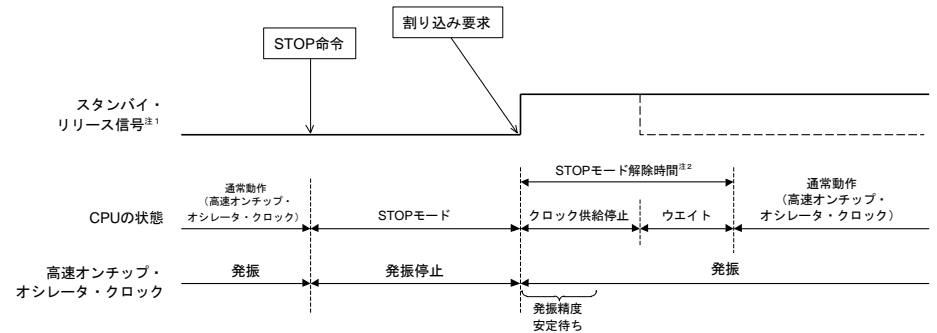 割り込み要求
STOP命令
スタンバイ・
リリース信号注1
STOPモード解除時間注2
通常動作
(高速オンチップ・
オシレータ・クロック)
通常動作
(高速オンチップ・
オシレータ・クロック)
CPUの状態
STOPモード
クロック供給停止
ウエイト
高速オンチップ・
オシレータ・クロック
発振
発振停止
発振
発振精度
安定待ち